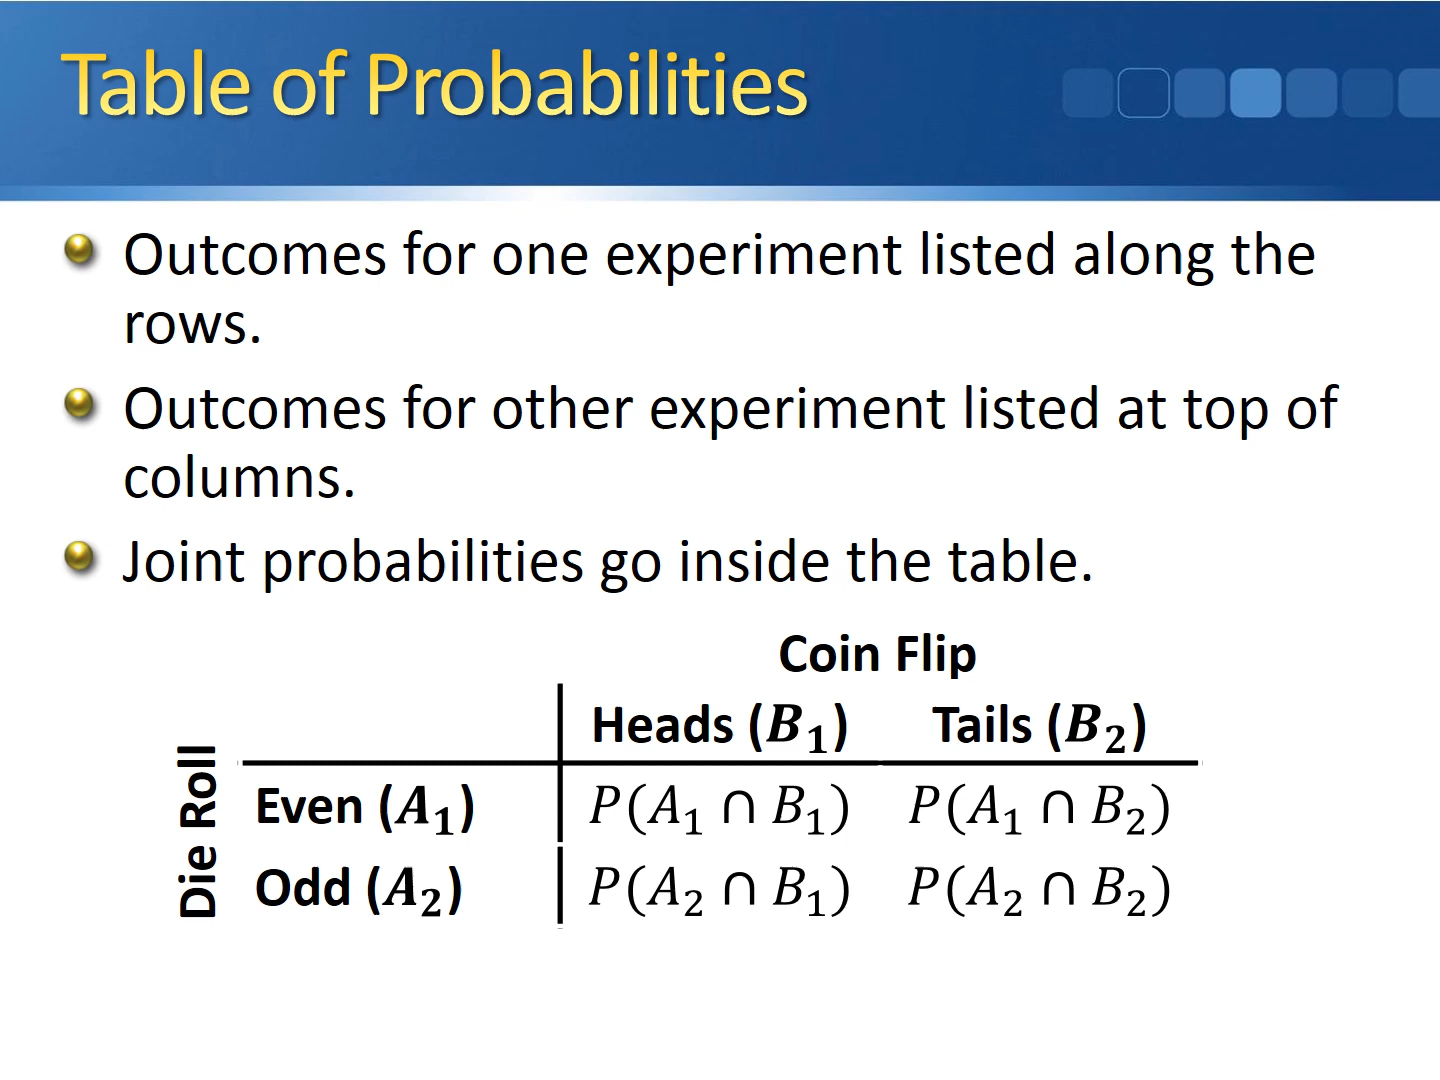 Table of Probabilities
Outcomes for one experiment listed along the
rows.
Outcomes for other experiment listed at top of
columns.
Joint probabilities go inside the table.
Coin Flip
Heads (B₁) Tails (B₂)
Die Roll
Even (A₁) P(A₁ ∩ B₁) P(A₁ ∩ B₂)
Odd (A₂) P(A₂ ∩ B₁) P(A₂ ∩ B₂)